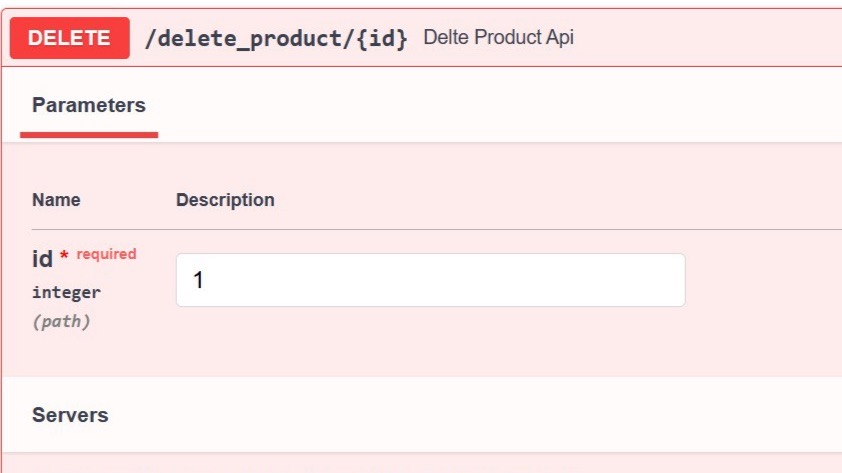 DELETE /delete_product/{id} Delte Product Api
Parameters
Name Description
id * required
1
integer
(path)
Servers